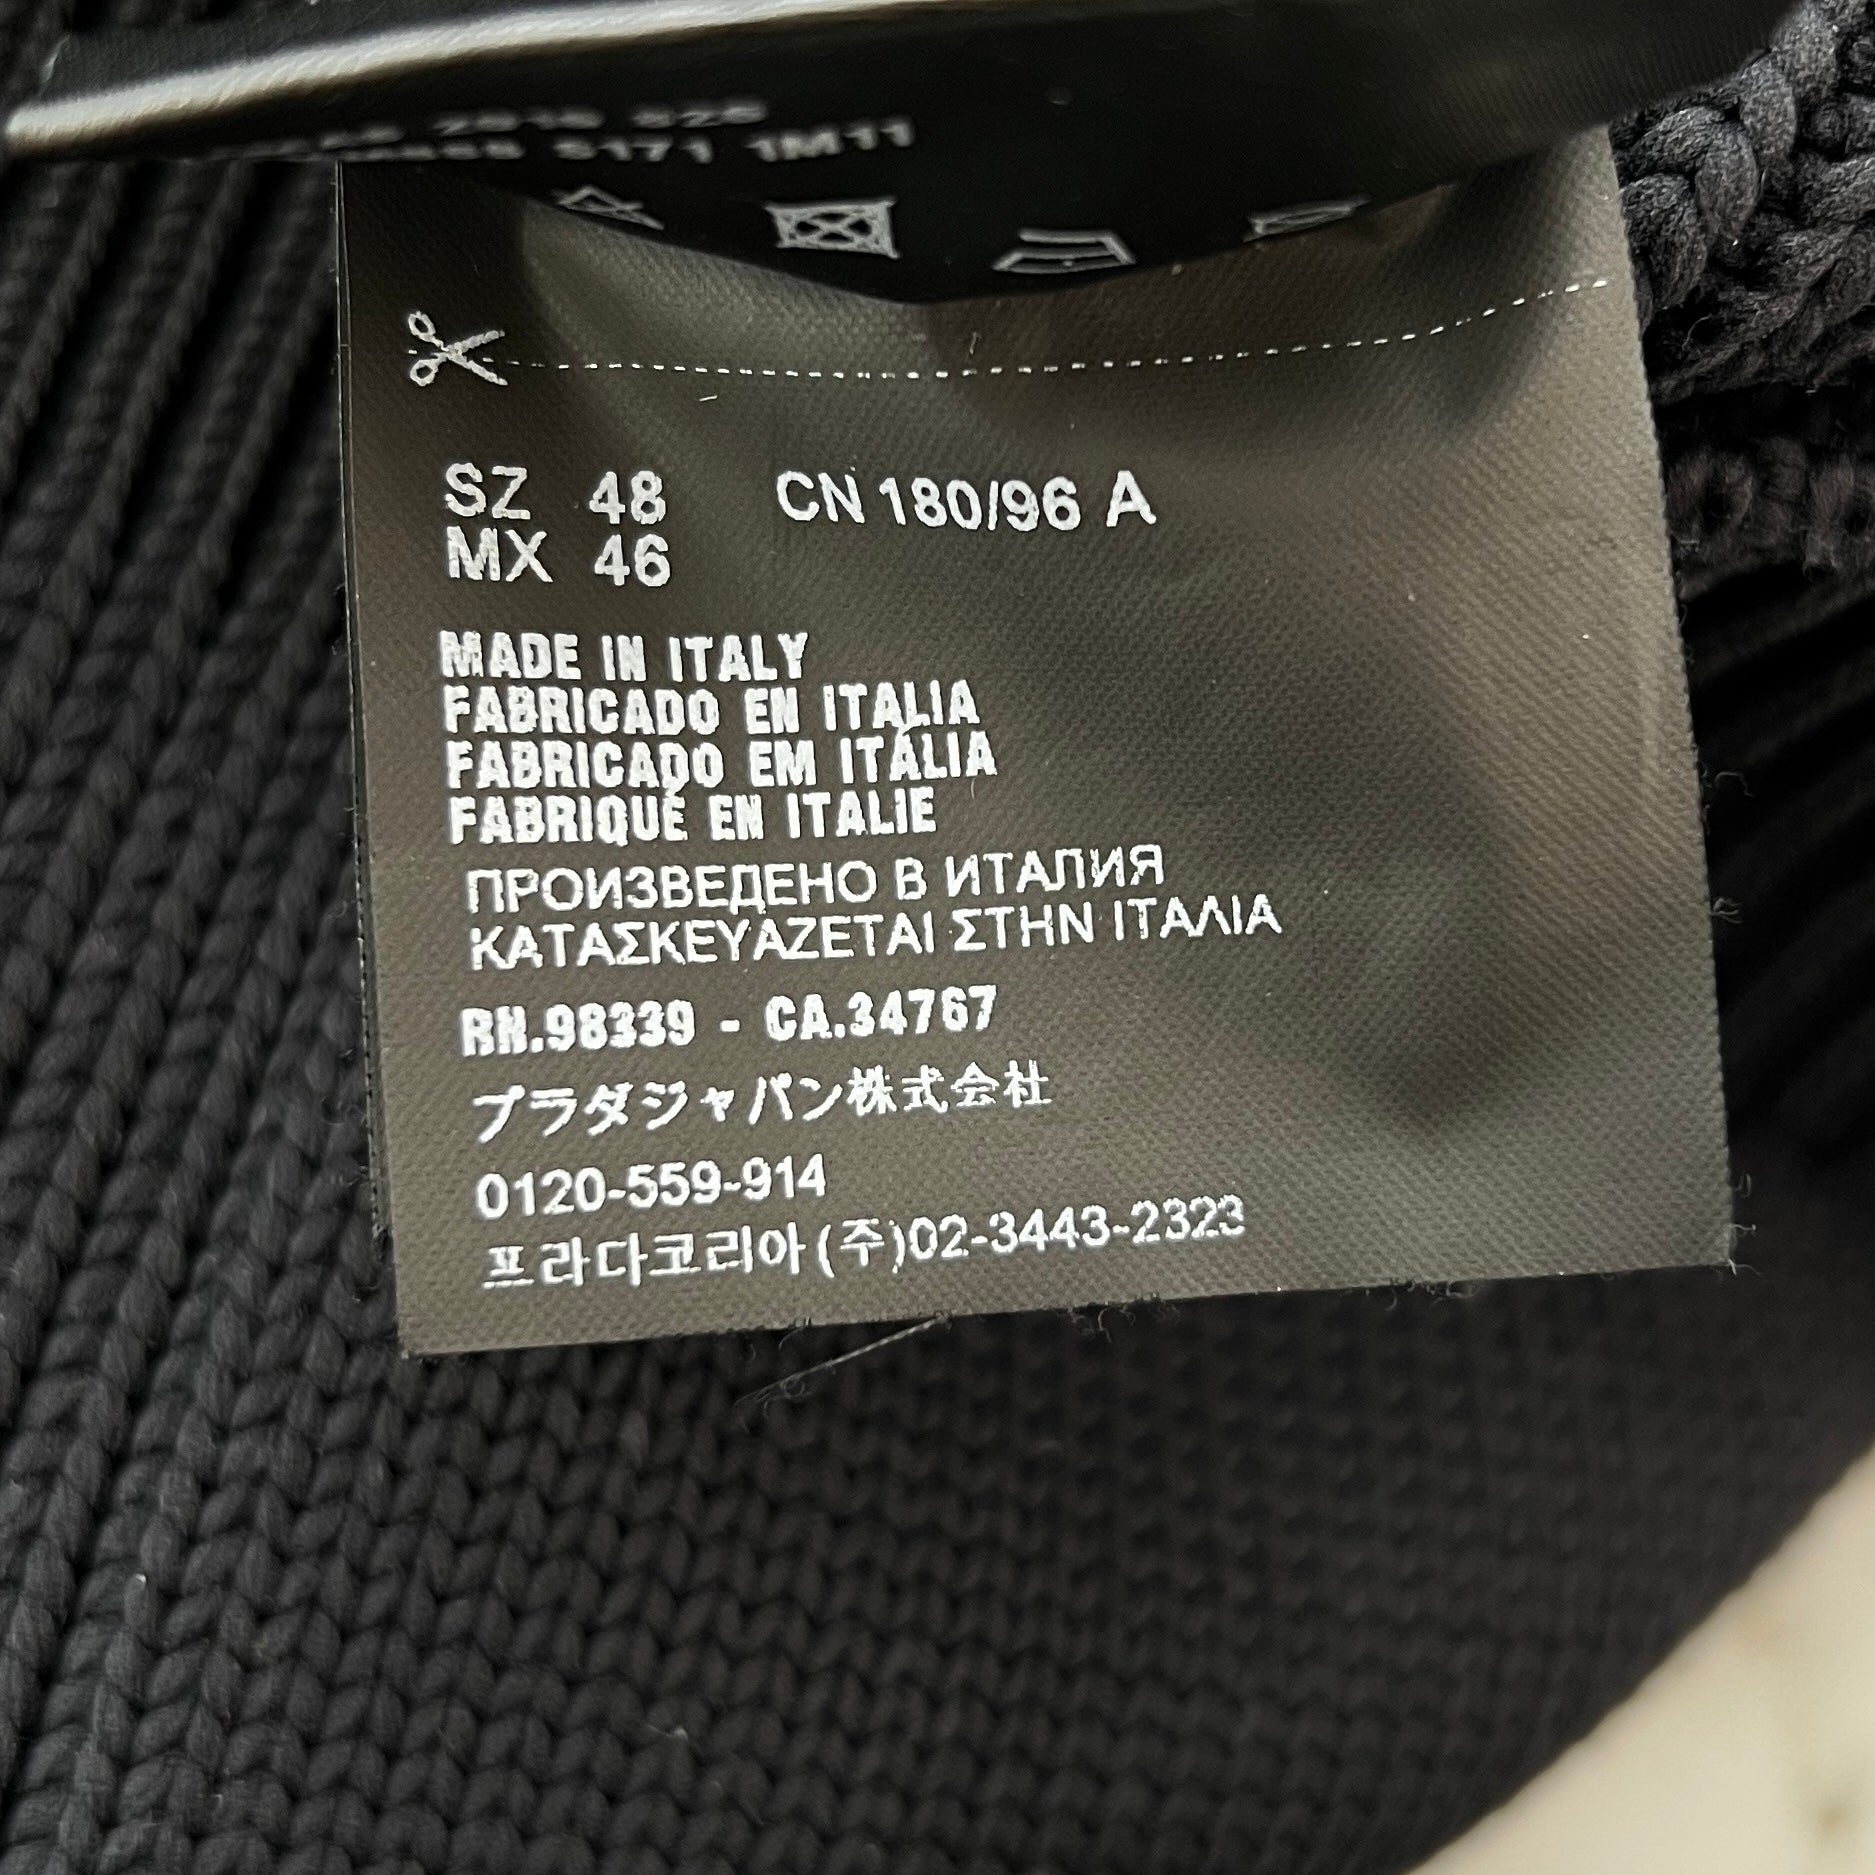 5171 1M11
SZ 48 CN 180/96 A
MX 46
MADE IN ITALY
FABRICADO EN ITALIA
FABRICADO EM ITÁLIA
FABRIQUÉ EN ITALIE
ПРОИЗВЕДЕНО В ИТАЛИЯ
ΚΑΤΑΣΚΕΥΑΖΕΤΑΙ ΣΤΗΝ ΙΤΑΛΙΑ
RN.98339 - CA.34767
プラダジャパン株式会社
0120-559-914
프라다코리아(주)02-3443-2323